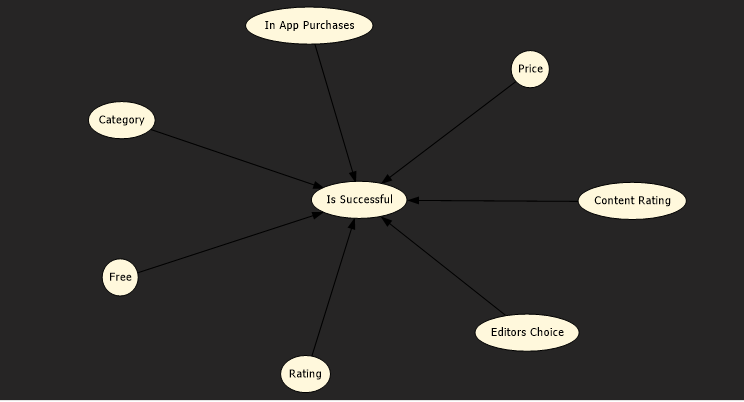 In App Purchases
Price
Category
Is Successful
Content Rating
Free
Editors Choice
Rating